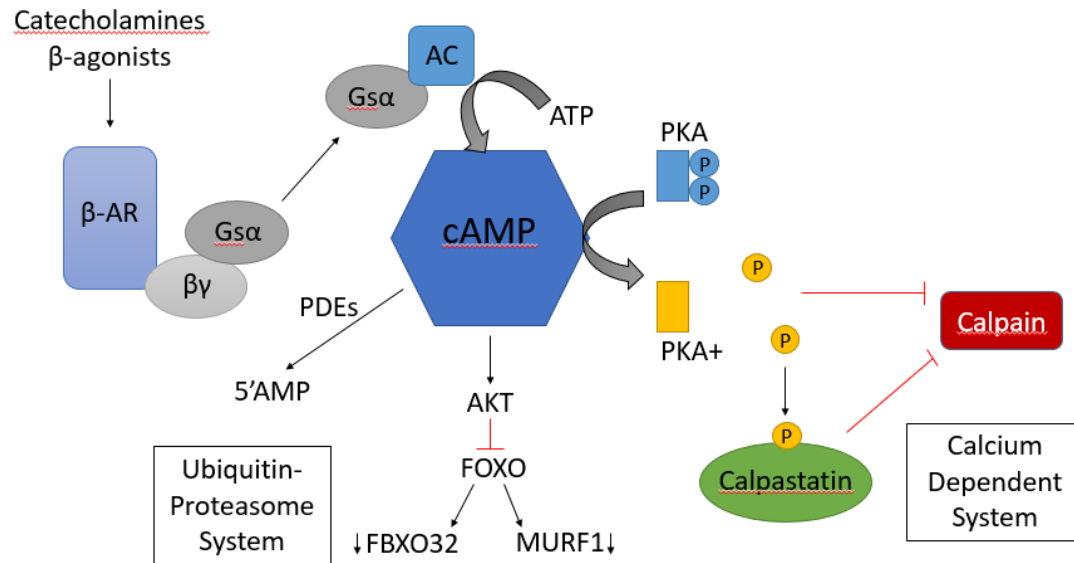 Catecholamines
β-agonists
β-AR
Gsα
βγ
Gsα
AC
ATP
cAMP
PDEs
5’AMP
AKT
FOXO
↓FBXO32
MURF1↓
Ubiquitin-
Proteasome
System
PKA
P
P
PKA+
P
P
P
Calpastatin
Calpain
Calcium
Dependent
System